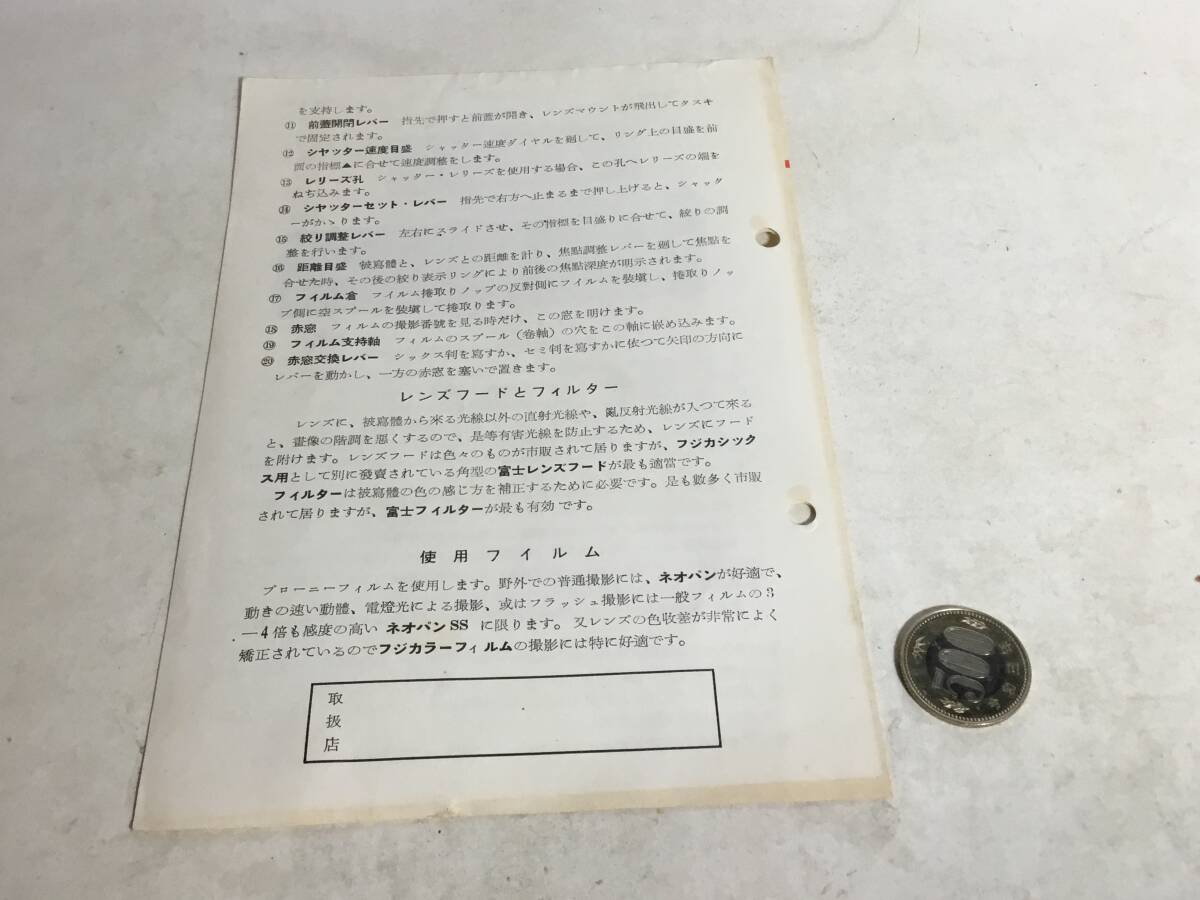 を支持します。
⑪ 前蓋開閉レバー 指先で押すと前蓋が開き、レンズマウントが飛出してタスキ
で固定されます。
⑫ シヤッター速度目盛 シャッター速度ダイヤルを廻して、リング上の目盛を前
面の指標▲に合せて速度調整をします。
⑬ レリーズ孔 シャッター・レリーズを使用する場合、この孔へレリーズの端を
ねぢ込みます。
⑭ シヤッターセット・レバー 指先で右方へ止まるまで押し上げると、シャッタ
ーがかゝります。
⑮ 絞り調整レバー 左右にスライドさせ、その指標を目盛りに合せて、絞りの調
整を行います。
⑯ 距離目盛 被寫體と、レンズとの距離を計り、焦點調整レバーを廻して焦點を
合せた時、その後の絞り表示リングにより前後の焦點深度が明示されます。
⑰ フイルム倉 フイルム捲取りノップの反對側にフイルムを裝塡し、捲取りノッ
プ側に空スプールを裝塡して捲取ります。
⑱ 赤窓 フイルムの撮影番號を見る時だけ、この窓を明けます。
⑲ フイルム支持軸 フイルムのスプール（卷軸）の穴をこの軸に嵌め込みます。
⑳ 赤窓交換レバー シックス判を寫すか、セミ判を寫すかに依つて矢印の方向に
レバーを動かし、一方の赤窓を塞いで置きます。
レンズフードとフィルター
レンズに、被寫體から來る光線以外の直射光線や、亂反射光線が入つて來る
と、畫像の階調を惡くするので、是等有害光線を防止するため、レンズにフード
を附けます。レンズフードは色々のものが市販されて居りますが、フジカシック
ス用として別に發賣されている角型の富士レンズフードが最も適當です。
フィルターは被寫體の色の感じ方を補正するために必要です。是も數多く市販
されて居りますが、富士フィルターが最も有効です。
使用フイルム
ブローニーフィルムを使用します。野外での普通撮影には、ネオパンが好適で、
動きの速い動體、電燈光による撮影、或はフラッシュ撮影には一般フィルムの3
—4倍も感度の高い ネオパンSS に限ります。又レンズの色收差が非常によく
矯正されているのでフジカラーフィルムの撮影には特に好適です。
取
扱
店
500